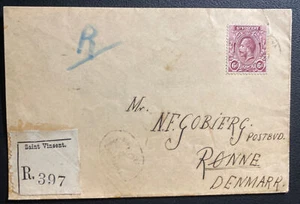 R
Mr.
N.F. GOBIERG.
POSTBUD.
RØNNE
DENMARK.
Saint Vincent.
R. 397